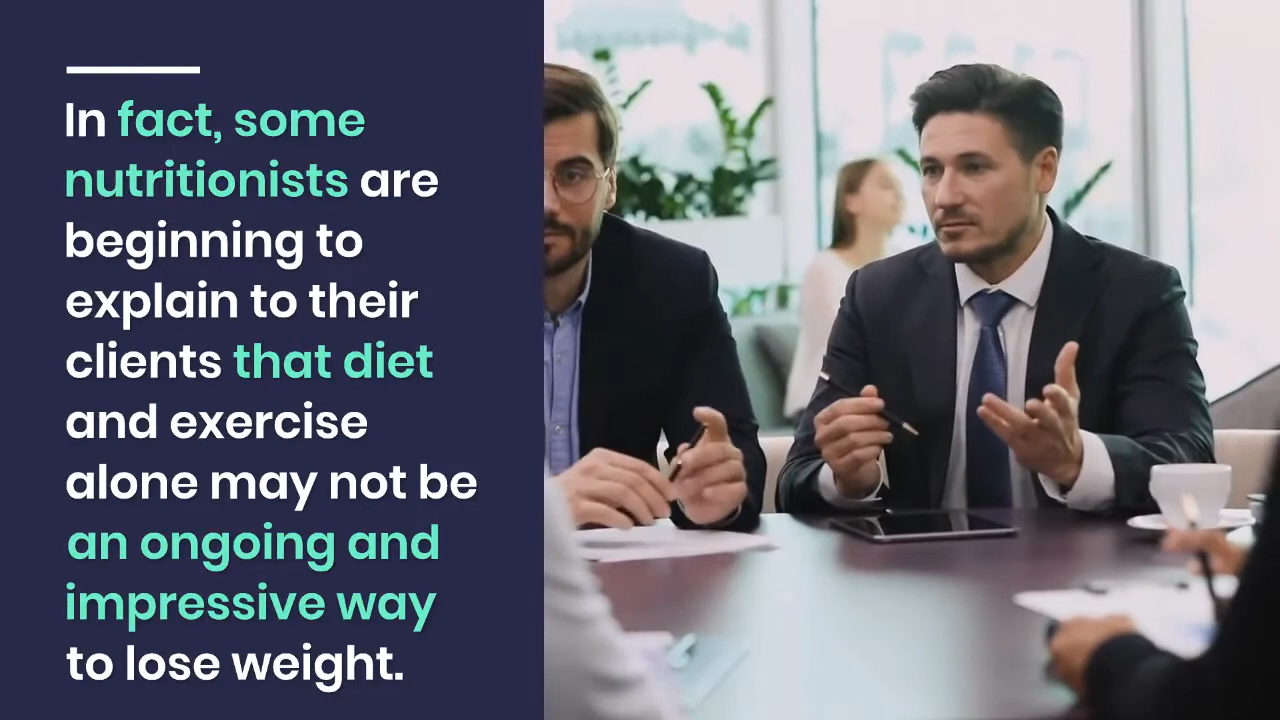 In fact, some
nutritionists are
beginning to
explain to their
clients that diet
and exercise
alone may not be
an ongoing and
impressive way
to lose weight.